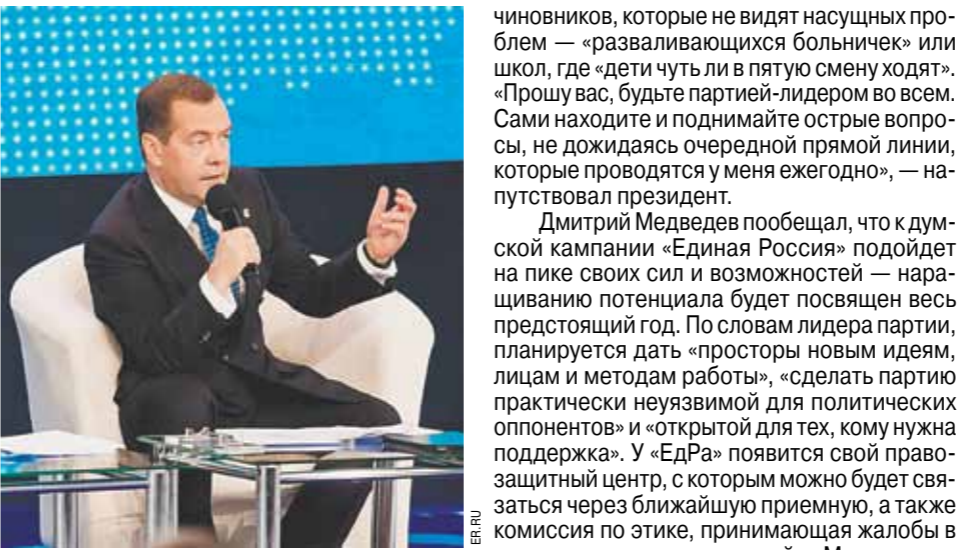 чиновников, которые не видят насущных про-
блем — «разваливающихся больничек» или
школ, где «дети чуть ли в пятую смену ходят».
«Прошу вас, будьте партией-лидером во всем.
Сами находите и поднимайте острые вопро-
сы, не дожидаясь очередной прямой линии,
которые проводятся у меня ежегодно», — на-
путствовал президент.
Дмитрий Медведев пообещал, что к дум-
ской кампании «Единая Россия» подойдет
на пике своих сил и возможностей — нара-
щиванию потенциала будет посвящен весь
предстоящий год. По словам лидера партии,
планируется дать «просторы новым идеям,
лицам и методам работы», «сделать партию
практически неуязвимой для политических
оппонентов» и «открытой для тех, кому нужна
поддержка». У «ЕдРа» появится свой право-
защитный центр, с которым можно будет свя-
заться через ближайшую приемную, а также
комиссия по этике, принимающая жалобы в
ER.RU